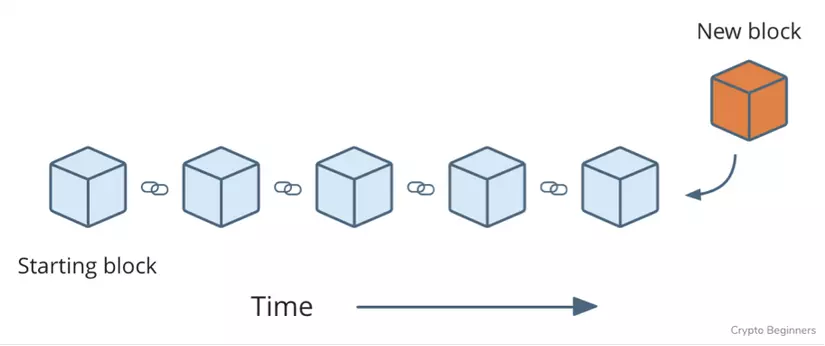 New block
Starting block
Time
Crypto Beginners